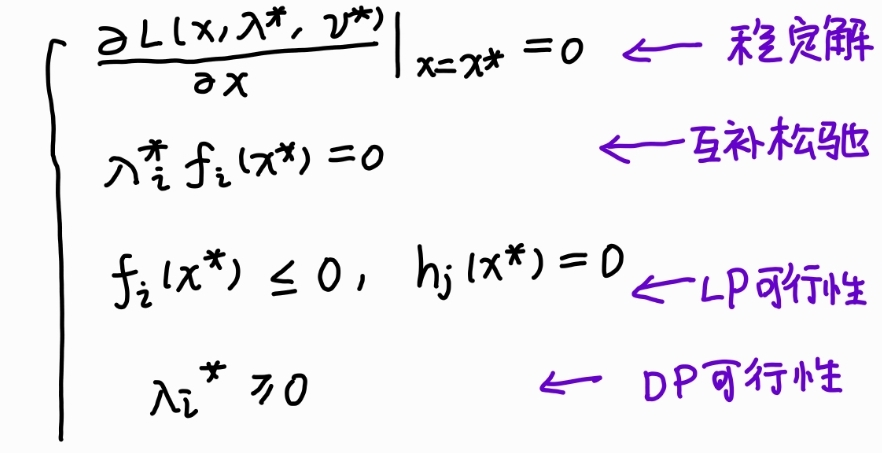 ∂L(x, λ*, ν*)/∂x |x=x* = 0 ← 稳定解
λi* fi(x*) = 0 ← 互补松驰
fi(x*) ≤ 0, hj(x*) = 0 ← LP可行性
λi* ≥ 0 ← DP可行性